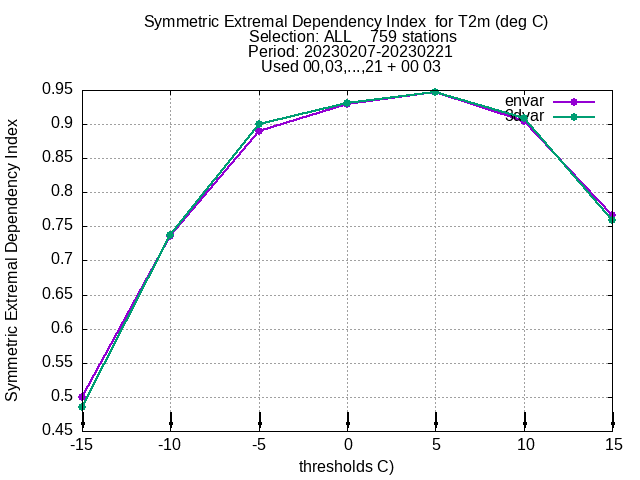 Symmetric Extremal Dependency Index  for T2m (deg C)
Selection: ALL    759 stations
Period: 20230207-20230221
Used 00,03,...,21 + 00 03
envar
3dvar
Symmetric Extremal Dependency Index
0.95
0.9
0.85
0.8
0.75
0.7
0.65
0.6
0.55
0.5
0.45
-15 -10 -5 0 5 10 15
thresholds C)